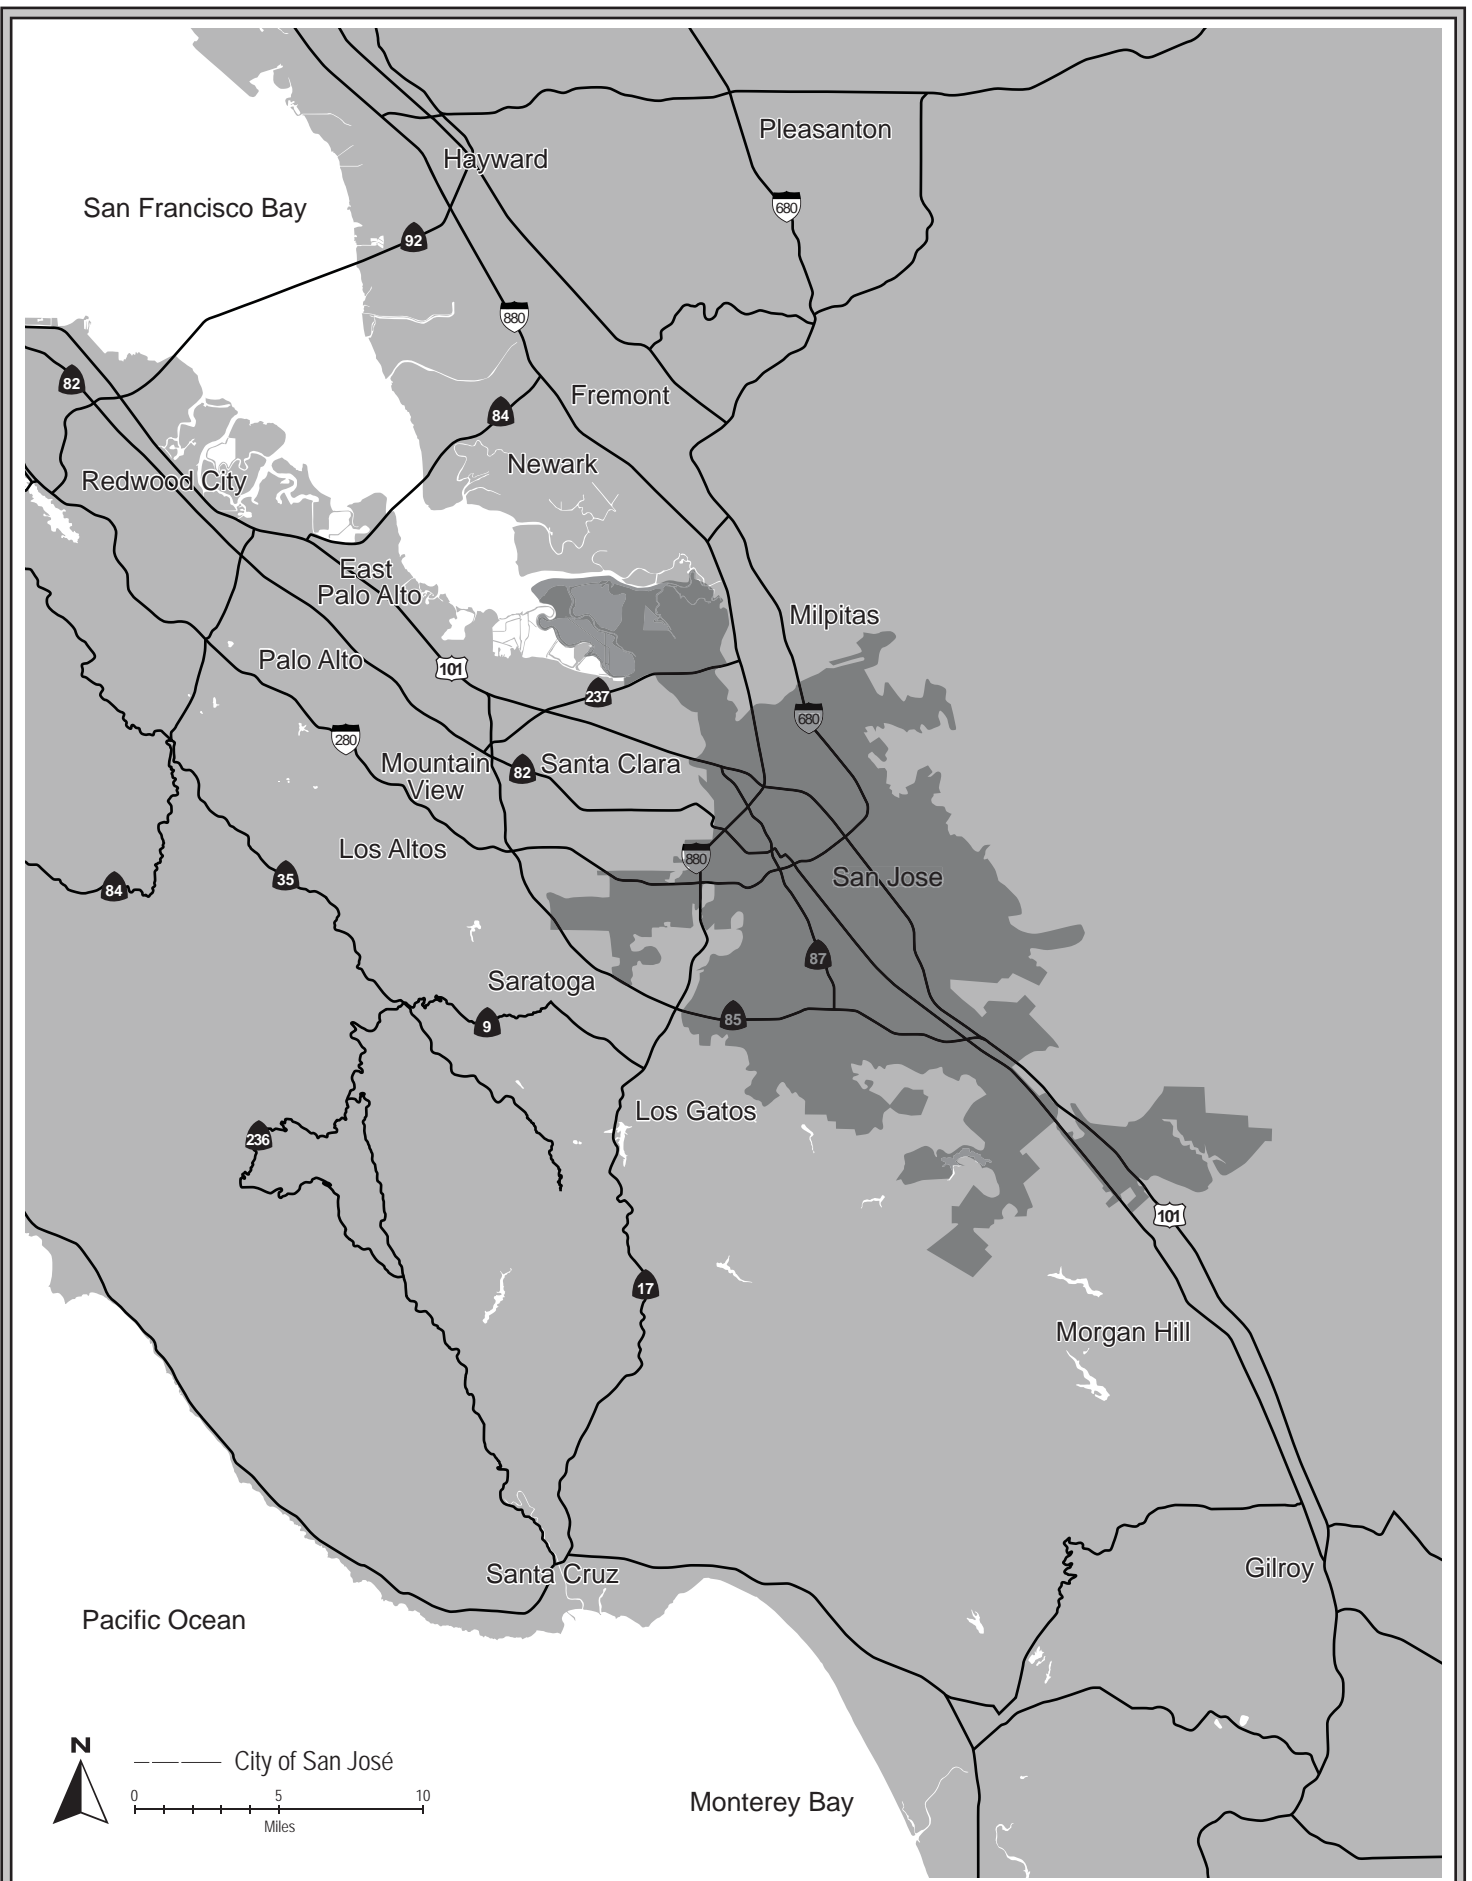 Pleasanton
Hayward
680
San Francisco Bay
92
880
82
Fremont
84
Newark
Redwood City
East
Palo Alto
Milpitas
Palo Alto
101
237
680
280
Mountain
View
82
Santa Clara
Los Altos
880
San Jose
84
35
87
Saratoga
9
85
Los Gatos
236
101
17
Morgan Hill
Gilroy
Santa Cruz
Pacific Ocean
N
City of San José
0 5 10
Miles
Monterey Bay